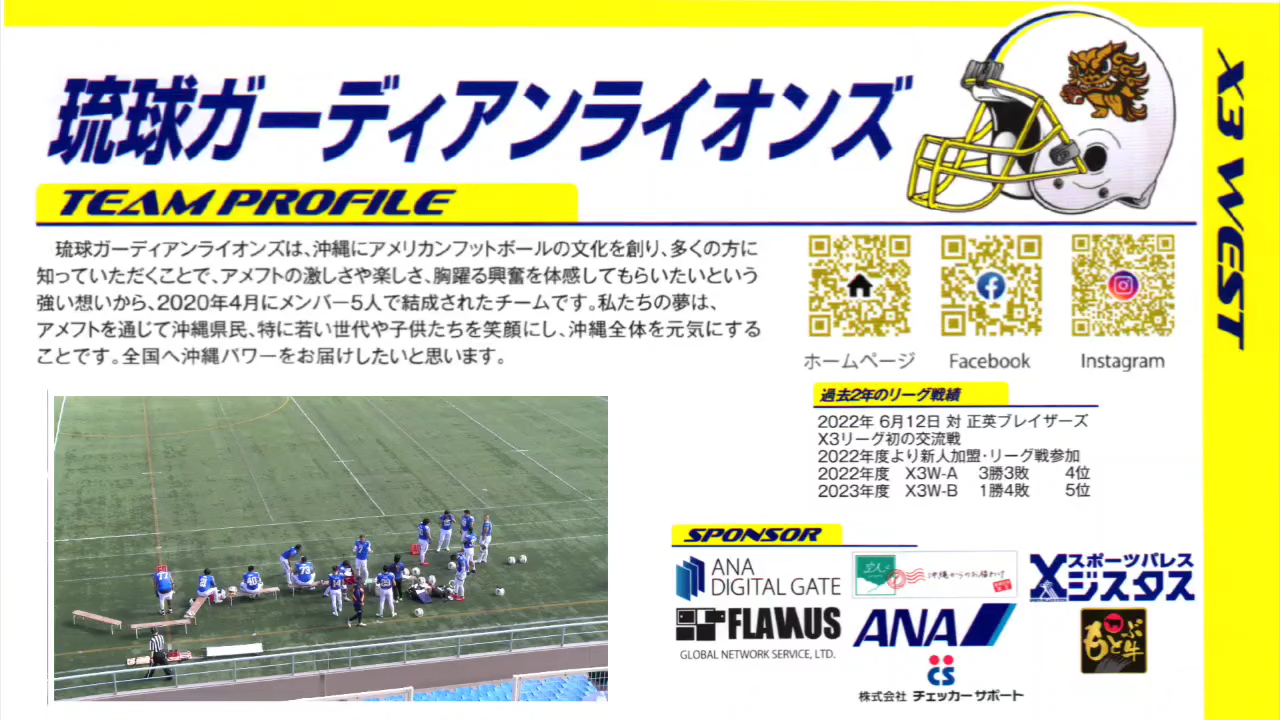 琉球ガーディアンライオンズ
X3 WEST
TEAM PROFILE
琉球ガーディアンライオンズは、沖縄にアメリカンフットボールの文化を創り、多くの方に
知っていただくことで、アメフトの激しさや楽しさ、胸躍る興奮を体感してもらいたいという
強い想いから、2020年4月にメンバー5人で結成されたチームです。私たちの夢は、
アメフトを通じて沖縄県民、特に若い世代や子供たちを笑顔にし、沖縄全体を元気にする
ことです。全国へ沖縄パワーをお届けしたいと思います。
ホームページ Facebook Instagram
過去2年のリーグ戦績
2022年 6月12日 対 正英ブレイザーズ
X3リーグ初の交流戦
2022年度より新人加盟・リーグ戦参加
2022年度 X3W-A 3勝3敗 4位
2023年度 X3W-B 1勝4敗 5位
SPONSOR
ANA
DIGITAL GATE
沖縄からのお福わけ
スポーツパレス
ジスタス
FLAWUS
GLOBAL NETWORK SERVICE, LTD.
ANA
もとぶ牛
CS
株式会社 チェッカーサポート